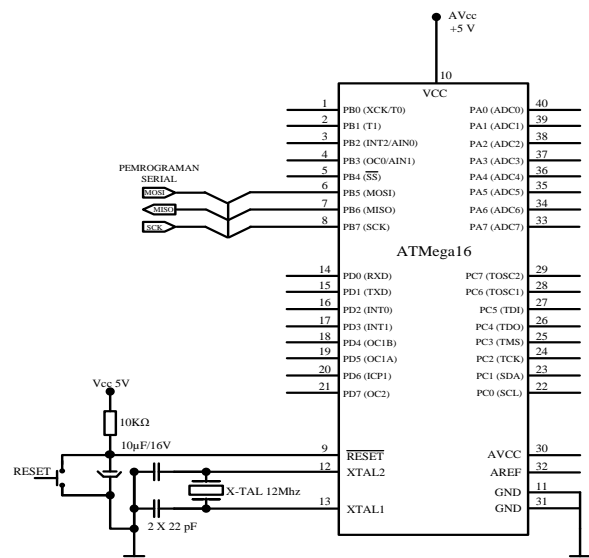 AVcc
+5 V
10
VCC
1 PB0 (XCK/T0) PA0 (ADC0) 40
2 PB1 (T1) PA1 (ADC1) 39
3 PB2 (INT2/AIN0) PA2 (ADC2) 38
4 PB3 (OC0/AIN1) PA3 (ADC3) 37
5 PB4 (SS) PA4 (ADC4) 36
PEMROGRAMAN
SERIAL
MOSI 6 PB5 (MOSI) PA5 (ADC5) 35
MISO 7 PB6 (MISO) PA6 (ADC6) 34
SCK 8 PB7 (SCK) PA7 (ADC7) 33
ATMega16
14 PD0 (RXD) PC7 (TOSC2) 29
15 PD1 (TXD) PC6 (TOSC1) 28
16 PD2 (INT0) PC5 (TDI) 27
17 PD3 (INT1) PC4 (TDO) 26
18 PD4 (OC1B) PC3 (TMS) 25
19 PD5 (OC1A) PC2 (TCK) 24
20 PD6 (ICP1) PC1 (SDA) 23
21 PD7 (OC2) PC0 (SCL) 22
Vcc 5V
10KΩ
10µF/16V
9 RESET AVCC 30
RESET
12 XTAL2 AREF 32
X-TAL 12Mhz
GND 11
13 XTAL1 GND 31
2 X 22 pF